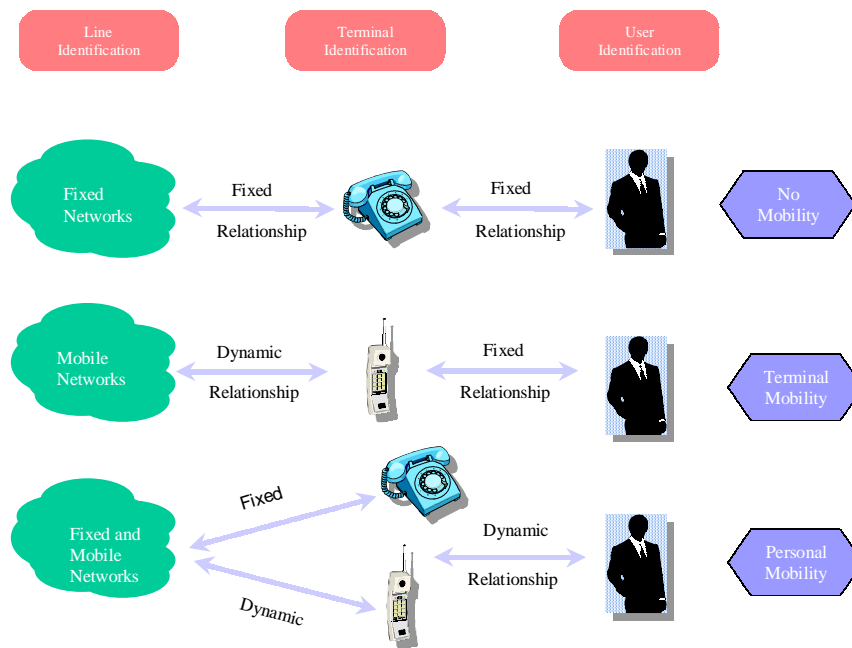 Line
Identification
Terminal
Identification
User
Identification
Fixed
Networks
Fixed
Relationship
Fixed
Relationship
No
Mobility
Mobile
Networks
Dynamic
Relationship
Fixed
Relationship
Terminal
Mobility
Fixed and
Mobile
Networks
Fixed
Dynamic
Dynamic
Relationship
Personal
Mobility